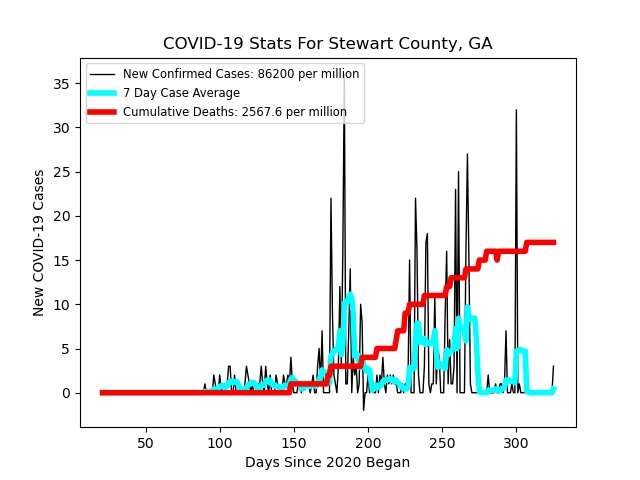 COVID-19 Stats For Stewart County, GA
New Confirmed Cases: 86200 per million
7 Day Case Average
Cumulative Deaths: 2567.6 per million
New COVID-19 Cases
35
30
25
20
15
10
5
0
50 100 150 200 250 300
Days Since 2020 Began